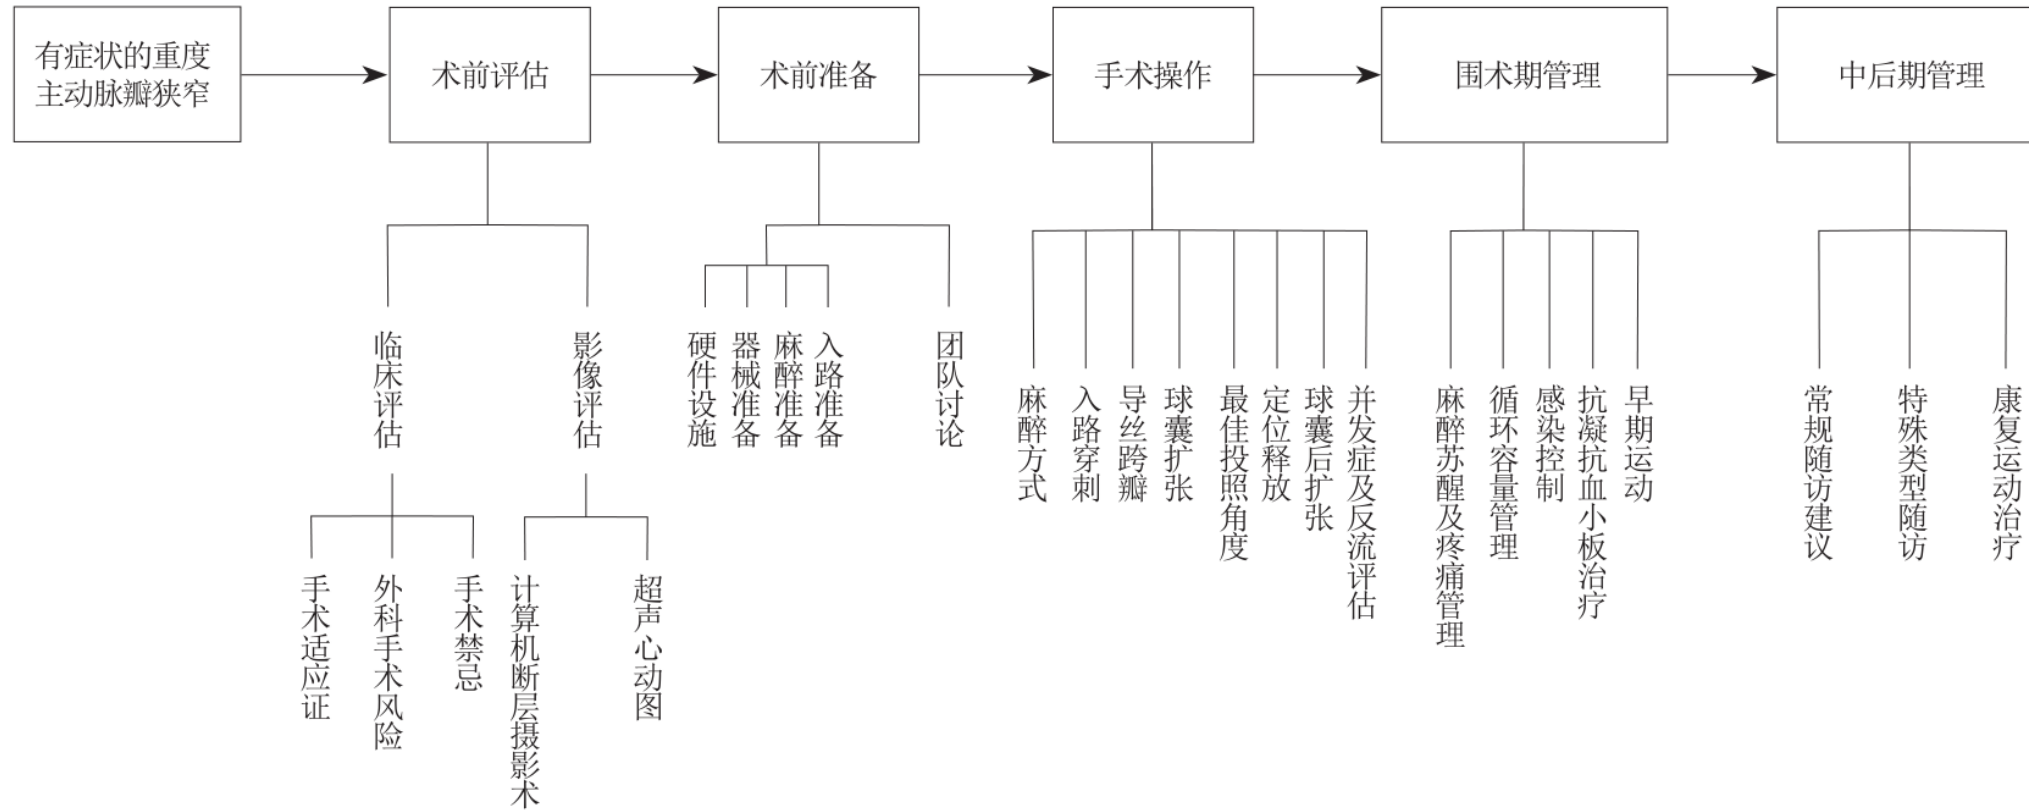 有症状的重度
主动脉瓣狭窄
术前评估
术前准备
手术操作
围术期管理
中后期管理
临床评估
影像评估
硬件设施
器械准备
麻醉准备
入路准备
团队讨论
麻醉方式
入路穿刺
导丝跨瓣
球囊扩张
最佳投照角度
定位释放
球囊后扩张
并发症及反流评估
麻醉苏醒及疼痛管理
循环容量管理
感染控制
抗凝抗血小板治疗
早期运动
常规随访建议
特殊类型随访
康复运动治疗
手术适应证
外科手术风险
手术禁忌
计算机断层摄影术
超声心动图